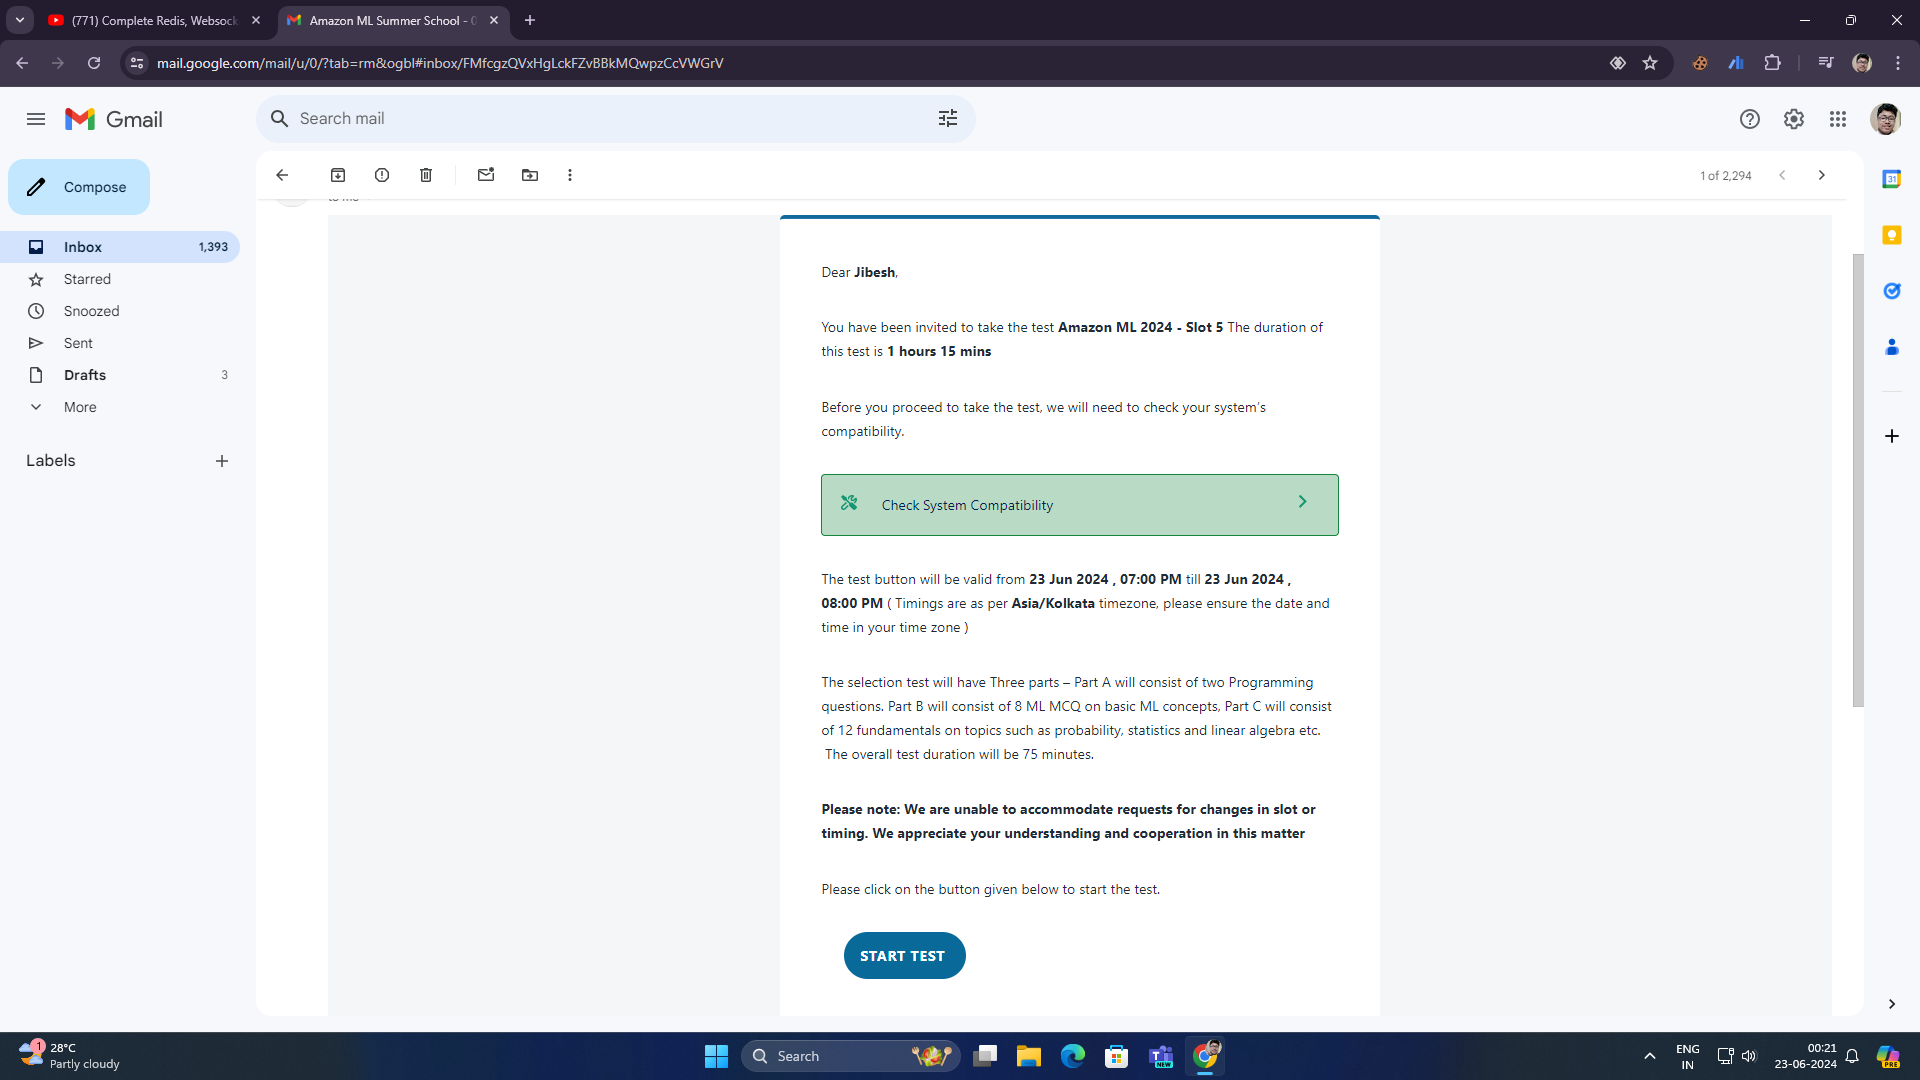 (771) Complete Redis, Websock
Amazon ML Summer School - 0
mail.google.com/mail/u/0/?tab=rm&ogbl#inbox/FMfcgzQVxHgLckFZvBBkMQwpzCcVWGrV
Gmail
Search mail
Compose
1 of 2,294
Inbox 1,393
Starred
Snoozed
Sent
Drafts 3
More
Labels
31
to me
Dear Jibesh,
You have been invited to take the test Amazon ML 2024 - Slot 5 The duration of
this test is 1 hours 15 mins
Before you proceed to take the test, we will need to check your system's
compatibility.
Check System Compatibility
The test button will be valid from 23 Jun 2024 , 07:00 PM till 23 Jun 2024 ,
08:00 PM ( Timings are as per Asia/Kolkata timezone, please ensure the date and
time in your time zone )
The selection test will have Three parts – Part A will consist of two Programming
questions. Part B will consist of 8 ML MCQ on basic ML concepts, Part C will consist
of 12 fundamentals on topics such as probability, statistics and linear algebra etc.
The overall test duration will be 75 minutes.
Please note: We are unable to accommodate requests for changes in slot or
timing. We appreciate your understanding and cooperation in this matter
Please click on the button given below to start the test.
START TEST
1
28°C
Partly cloudy
Search
NEW
ENG
IN
00:21
23-06-2024
PRE